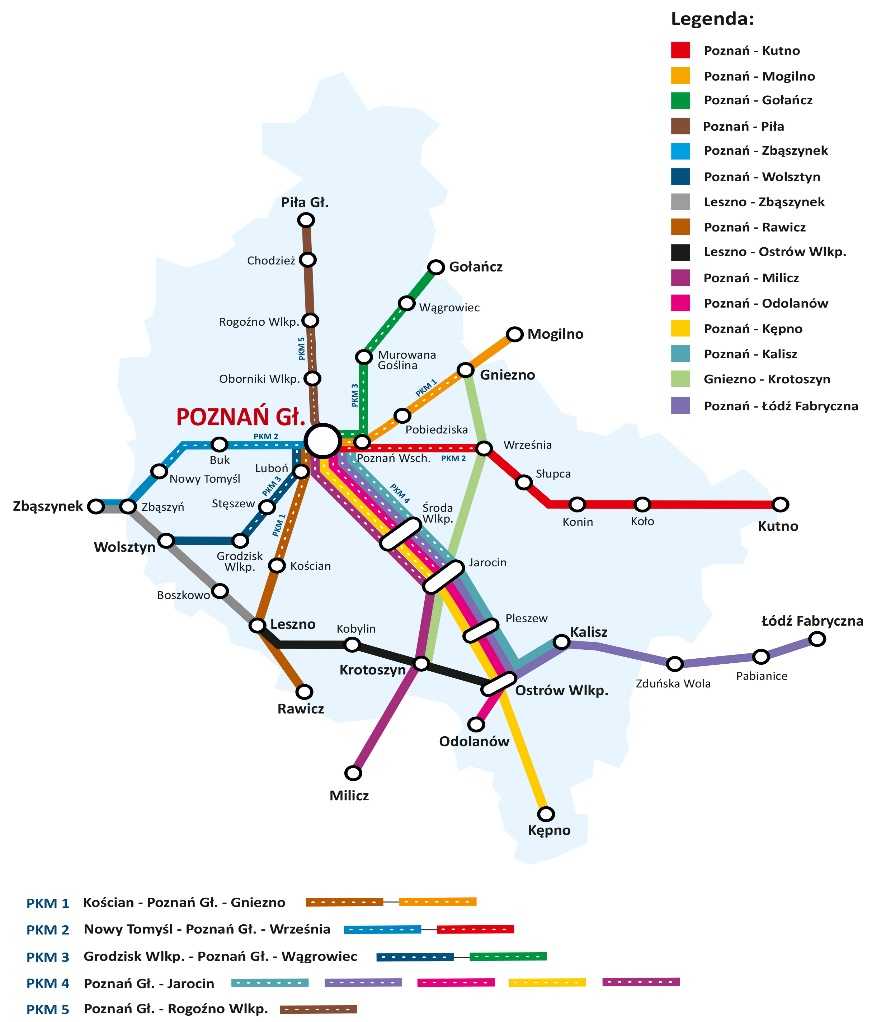 Legenda:
Poznań - Kutno
Poznań - Mogilno
Poznań - Gołańcz
Poznań - Piła
Poznań - Zbąszynek
Poznań - Wolsztyn
Leszno - Zbąszynek
Poznań - Rawicz
Leszno - Ostrów Wlkp.
Poznań - Milicz
Poznań - Odolanów
Poznań - Kępno
Poznań - Kalisz
Gniezno - Krotoszyn
Poznań - Łódź Fabryczna
Piła Gł.
Chodzież
Gołańcz
Wągrowiec
Rogoźno Wlkp.
Mogilno
PKM 5
Murowana
Goślina
Gniezno
Oborniki Wlkp.
PKM 3
PKM 1
POZNAŃ Gł.
Pobiedziska
PKM 2
Buk
Poznań Wsch.
PKM 2
Września
Luboń
Nowy Tomyśl
Słupca
PKM 3
PKM 4
Stęszew
Zbąszynek
Zbąszyń
Środa
Wlkp.
PKM 1
Konin
Koło
Kutno
Wolsztyn
Grodzisk
Wlkp.
Kościan
Jarocin
Boszkowo
Leszno
Kobylin
Pleszew
Kalisz
Łódź Fabryczna
Krotoszyn
Zduńska Wola
Pabianice
Ostrów Wlkp.
Rawicz
Odolanów
Milicz
Kępno
PKM 1 Kościan - Poznań Gł. - Gniezno
PKM 2 Nowy Tomyśl - Poznań Gł. - Września
PKM 3 Grodzisk Wlkp. - Poznań Gł. - Wągrowiec
PKM 4 Poznań Gł. - Jarocin
PKM 5 Poznań Gł. - Rogoźno Wlkp.